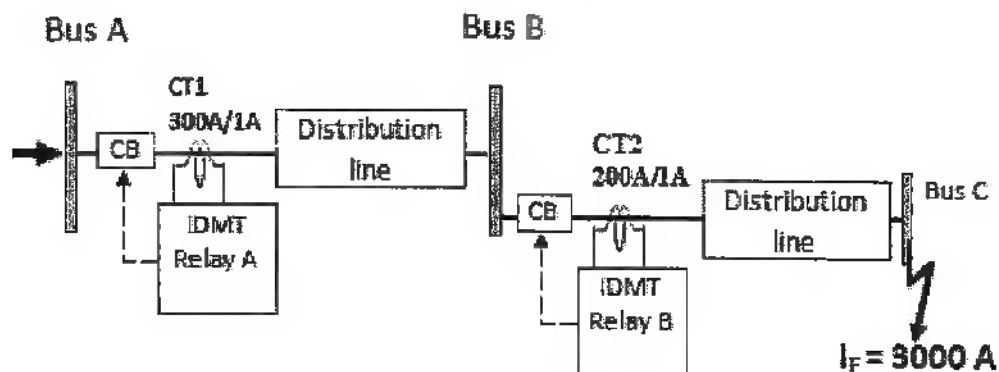 Bus A
Bus B
CT1
300A/1A
CB
Distribution
line
IDMT
Relay A
CT2
200A/1A
CB
Distribution
line
Bus C
IDMT
Relay B
I_F = 3000 A